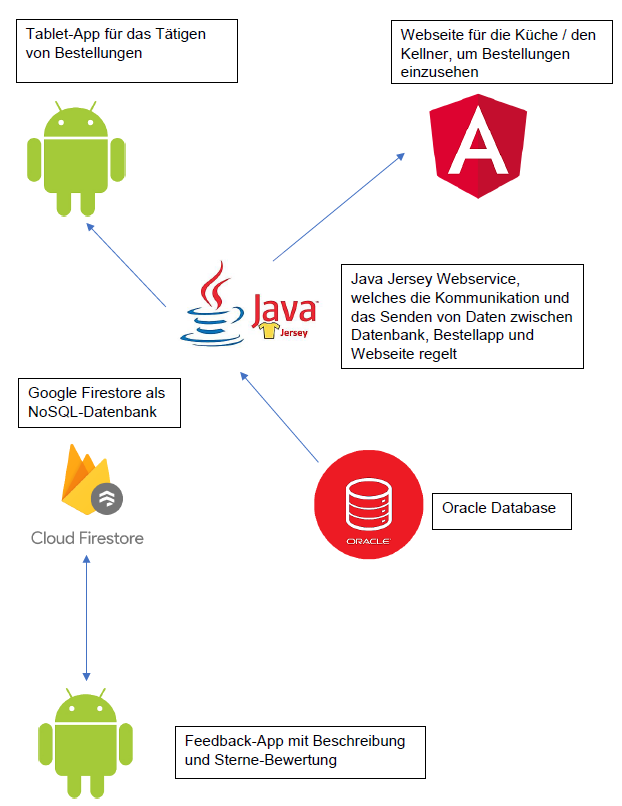 Tablet-App für das Tätigen
von Bestellungen
Webseite für die Küche / den
Kellner, um Bestellungen
einzusehen
A
Java
Jersey
Java Jersey Webservice,
welches die Kommunikation und
das Senden von Daten zwischen
Datenbank, Bestellapp und
Webseite regelt
Google Firestore als
NoSQL-Datenbank
Cloud Firestore
ORACLE
Oracle Database
Feedback-App mit Beschreibung
und Sterne-Bewertung